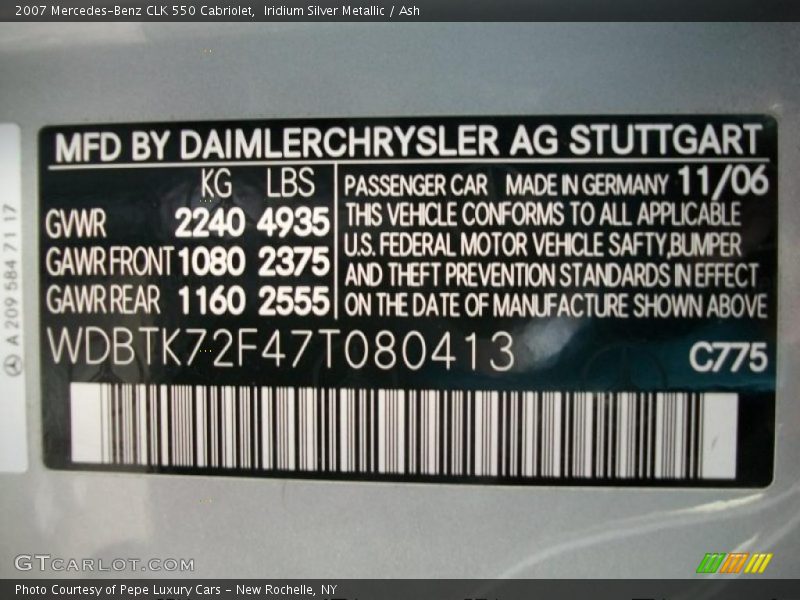 2007 Mercedes-Benz CLK 550 Cabriolet,  Iridium Silver Metallic / Ash
MFD BY DAIMLERCHRYSLER AG STUTTGART
KG LBS
GVWR 2240 4935
GAWR FRONT 1080 2375
GAWR REAR 1160 2555
PASSENGER CAR MADE IN GERMANY 11/06
THIS VEHICLE CONFORMS TO ALL APPLICABLE
U.S. FEDERAL MOTOR VEHICLE SAFTY,BUMPER
AND THEFT PREVENTION STANDARDS IN EFFECT
ON THE DATE OF MANUFACTURE SHOWN ABOVE
WDBTK72F47T080413 C775
A 209 584 71 17
GTCARLOT.COM
Photo Courtesy of Pepe Luxury Cars - New Rochelle, NY